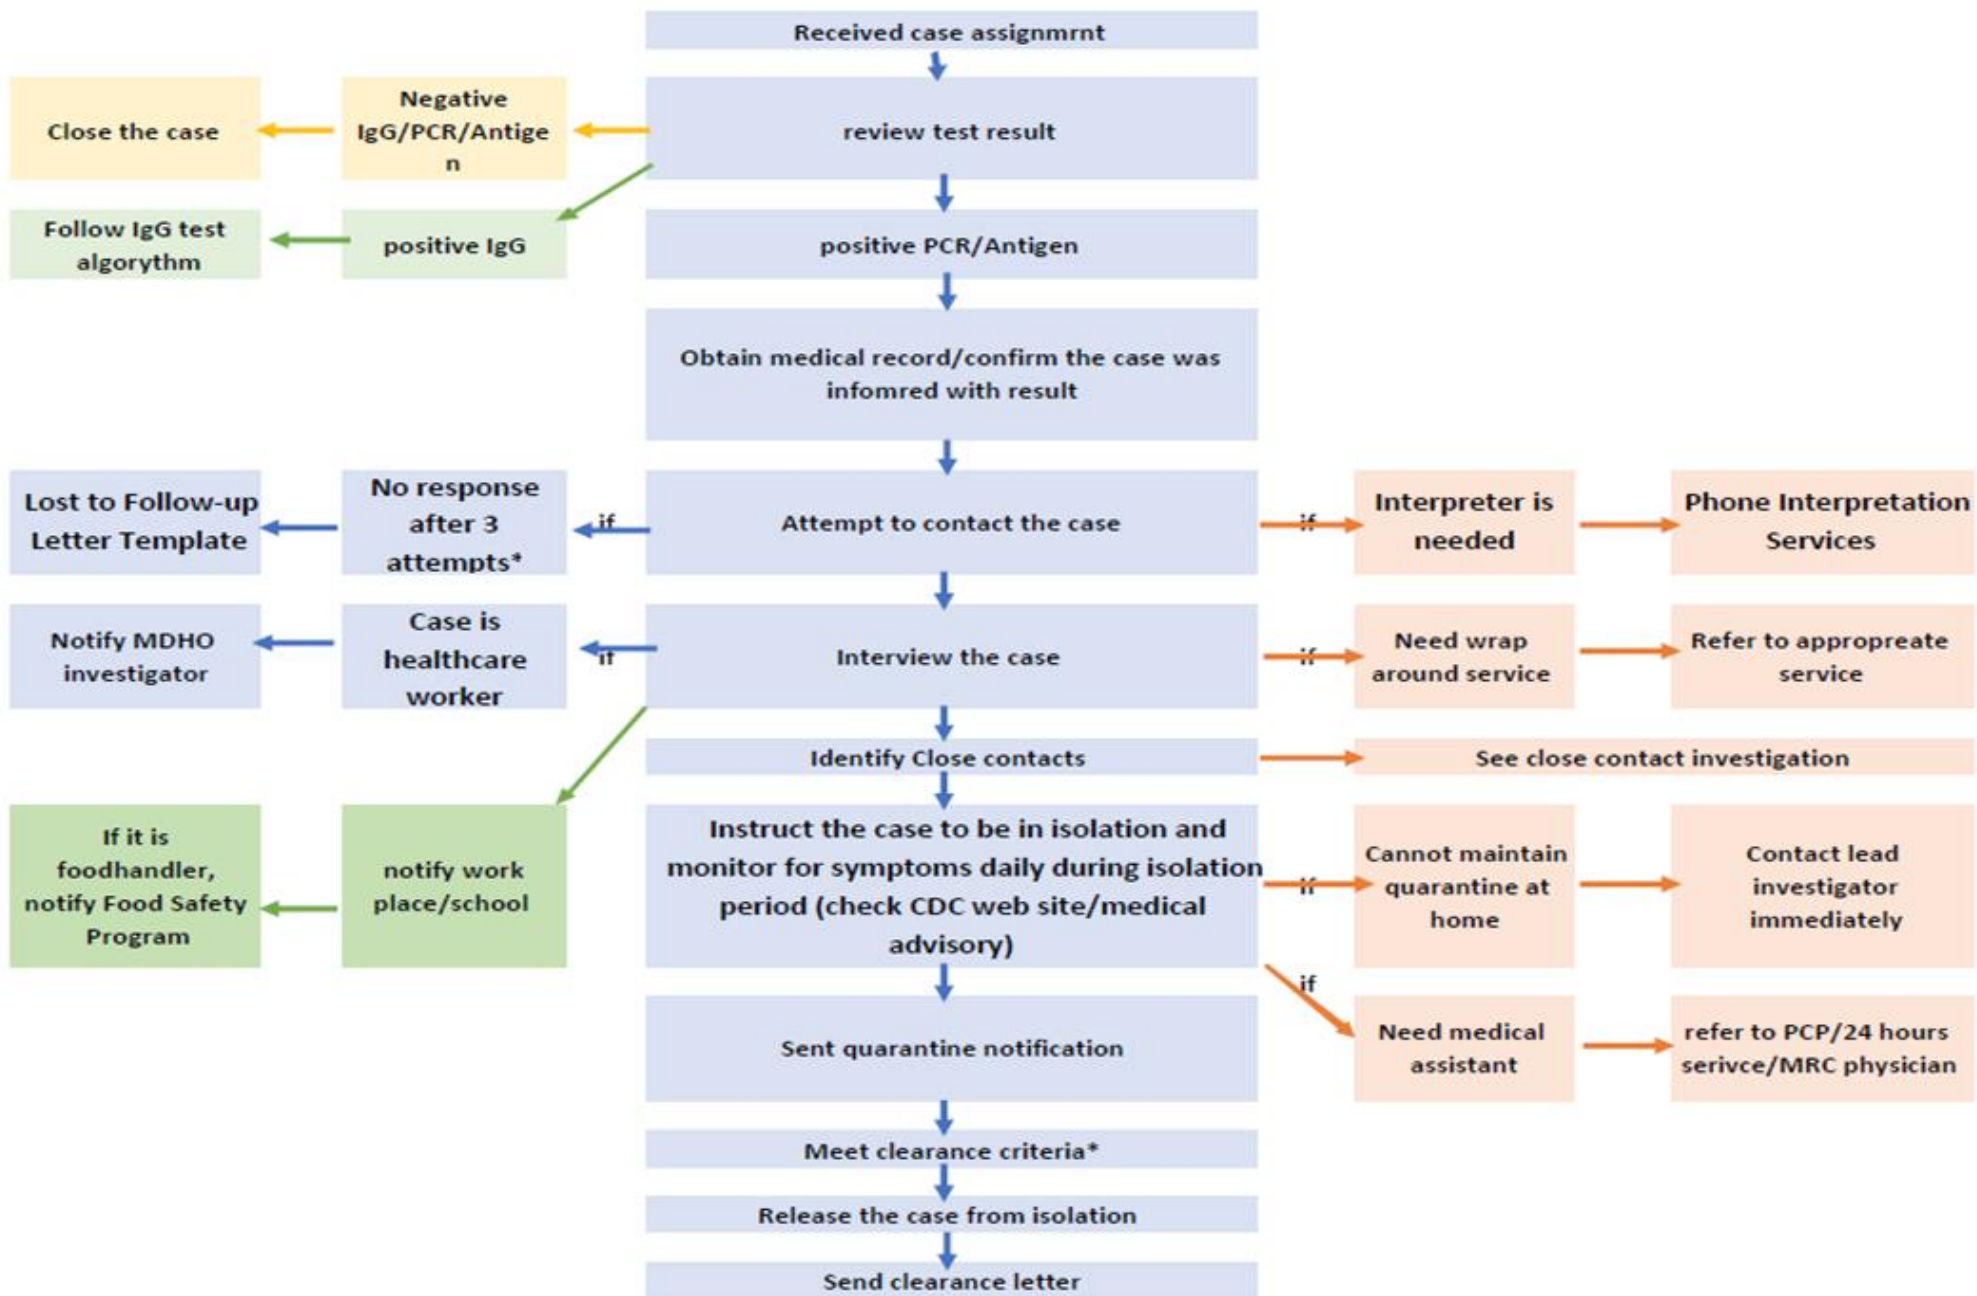 Received case assignmrnt
Close the case
Negative
IgG/PCR/Antige
n
review test result
Follow IgG test
algorythm
positive IgG
positive PCR/Antigen
Obtain medical record/confirm the case was
infomred with result
Lost to Follow-up
Letter Template
No response
after 3
attempts*
if
Attempt to contact the case
if
Interpreter is
needed
Phone Interpretation
Services
Notify MDHO
investigator
Case is
healthcare
worker
if
Interview the case
if
Need wrap
around service
Refer to appropreate
service
Identify Close contacts
See close contact investigation
If it is
foodhandler,
notify Food Safety
Program
notify work
place/school
Instruct the case to be in isolation and
monitor for symptoms daily during isolation
period (check CDC web site/medical
advisory)
if
Cannot maintain
quarantine at
home
Contact lead
investigator
immediately
if
Sent quarantine notification
Need medical
assistant
refer to PCP/24 hours
serivce/MRC physician
Meet clearance criteria*
Release the case from isolation
Send clearance letter